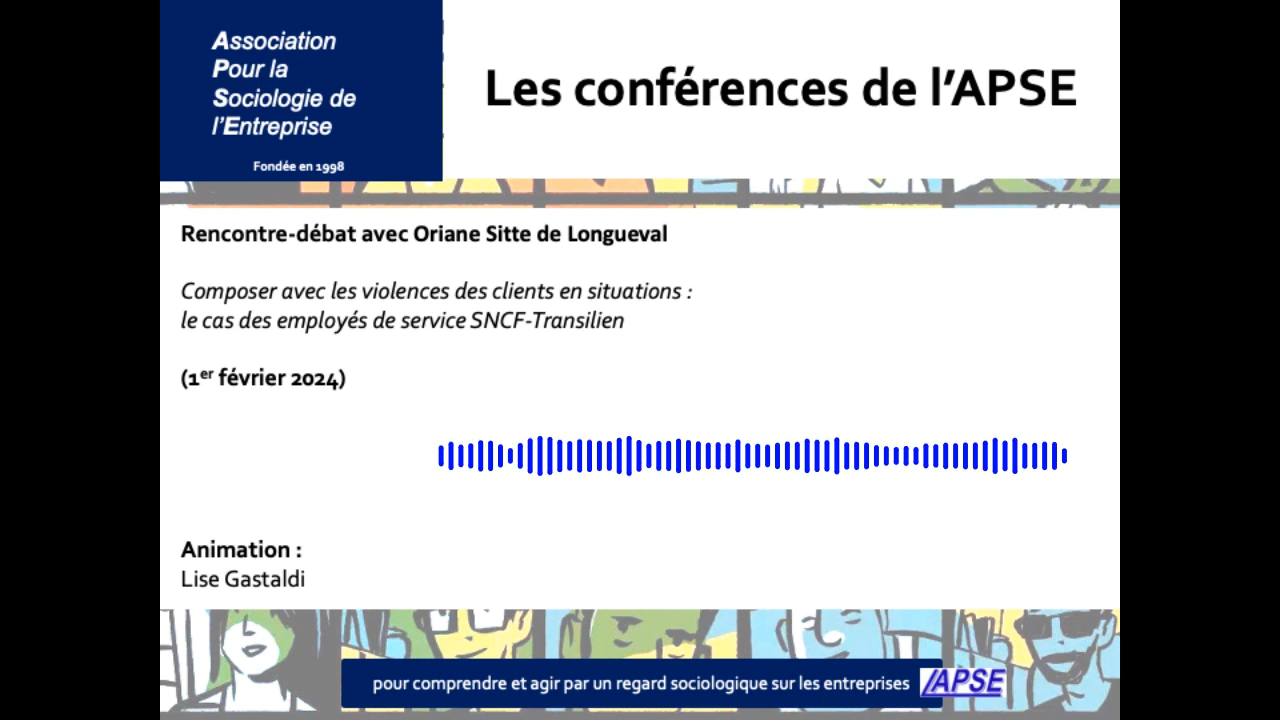 Association
Pour la
Sociologie de
l'Entreprise
Fondée en 1998
Les conférences de l'APSE
Rencontre-débat avec Oriane Sitte de Longueval
Composer avec les violences des clients en situations :
le cas des employés de service SNCF-Transilien
(1er février 2024)
Animation :
Lise Gastaldi
pour comprendre et agir par un regard sociologique sur les entreprises
APSE